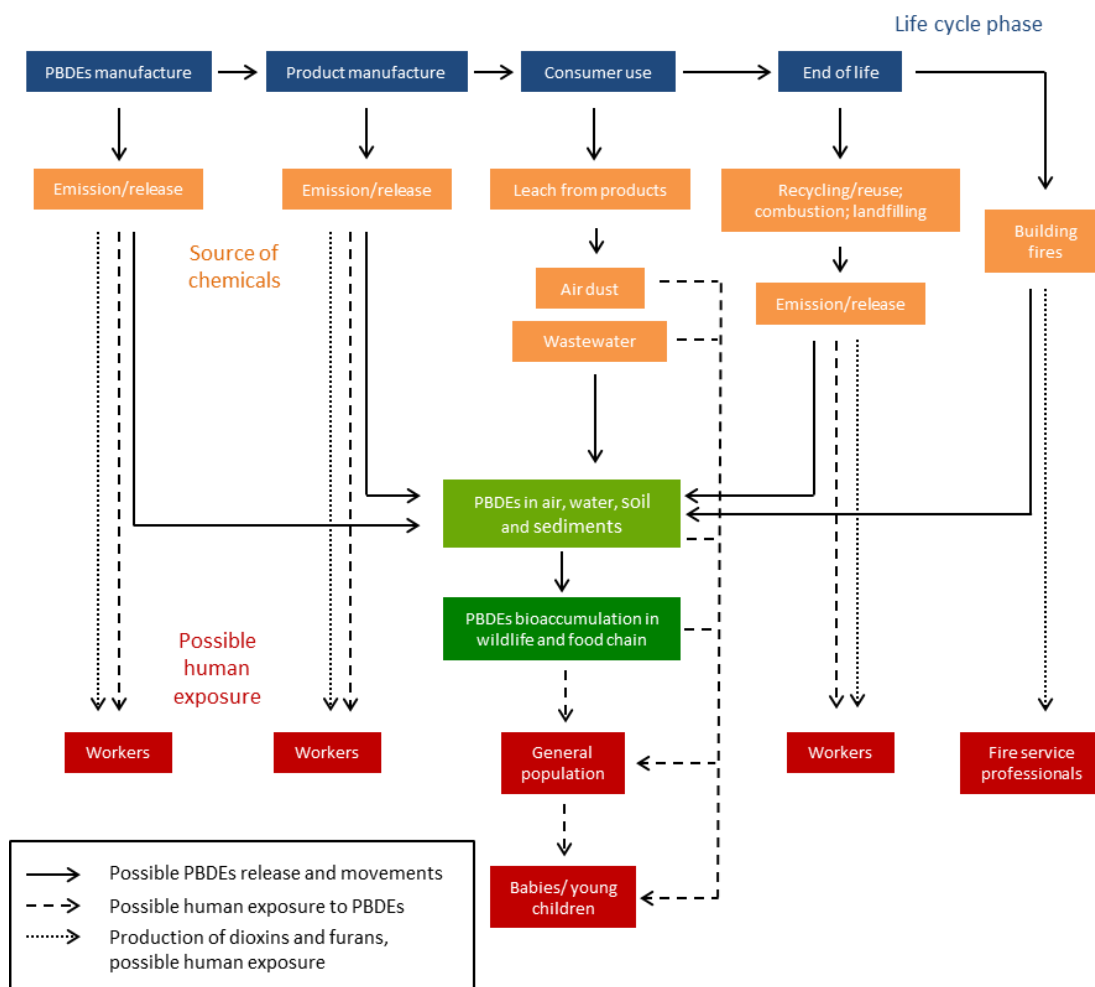 Life cycle phase
PBDEs manufacture
Product manufacture
Consumer use
End of life
Emission/release
Emission/release
Leach from products
Recycling/reuse;
combustion; landfilling
Building
fires
Source of
chemicals
Air dust
Emission/release
Wastewater
PBDEs in air, water, soil
and sediments
PBDEs bioaccumulation in
wildlife and food chain
Possible
human
exposure
Workers
Workers
General
population
Workers
Fire service
professionals
Babies/ young
children
Possible PBDEs release and movements
Possible human exposure to PBDEs
Production of dioxins and furans,
possible human exposure